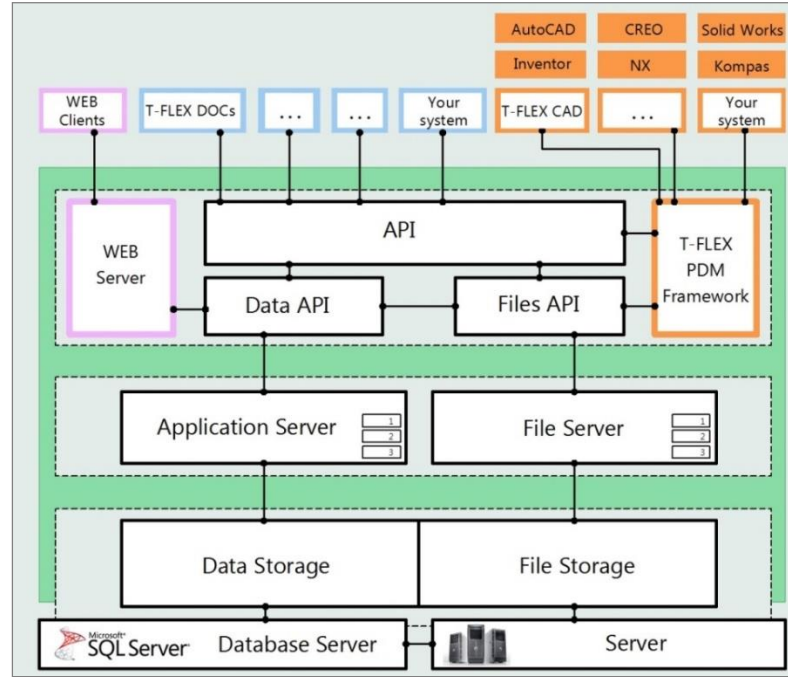 AutoCAD
CREO
Solid Works
Inventor
NX
Kompas
WEB
Clients
T-FLEX DOCs
...
...
Your
system
T-FLEX CAD
...
Your
system
WEB
Server
API
T-FLEX
PDM
Framework
Data API
Files API
Application Server
1
2
3
File Server
1
2
3
Data Storage
File Storage
Microsoft
SQL Server
Database Server
Server